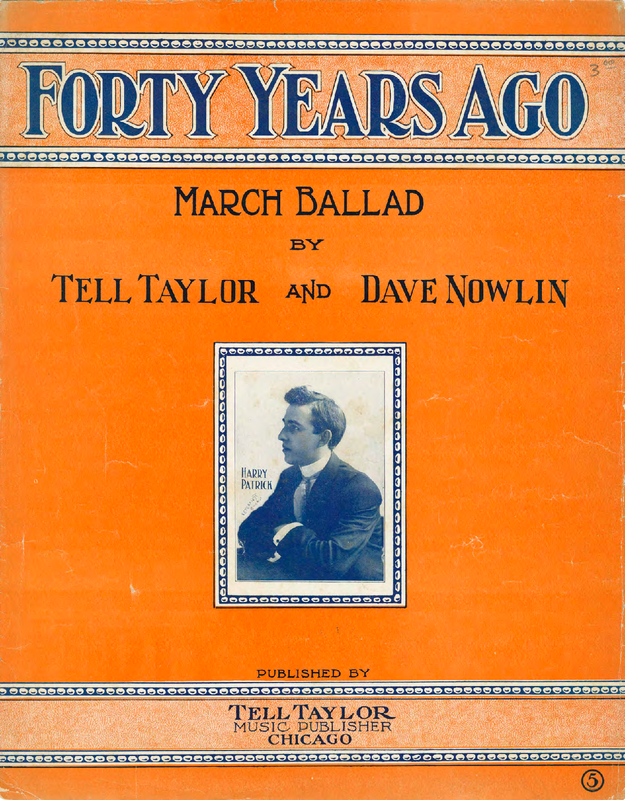 FORTY YEARS AGO
3
MARCH BALLAD
BY
TELL TAYLOR AND DAVE NOWLIN
HARRY
PATRICK
PUBLISHED BY
TELL TAYLOR
MUSIC PUBLISHER
CHICAGO
5